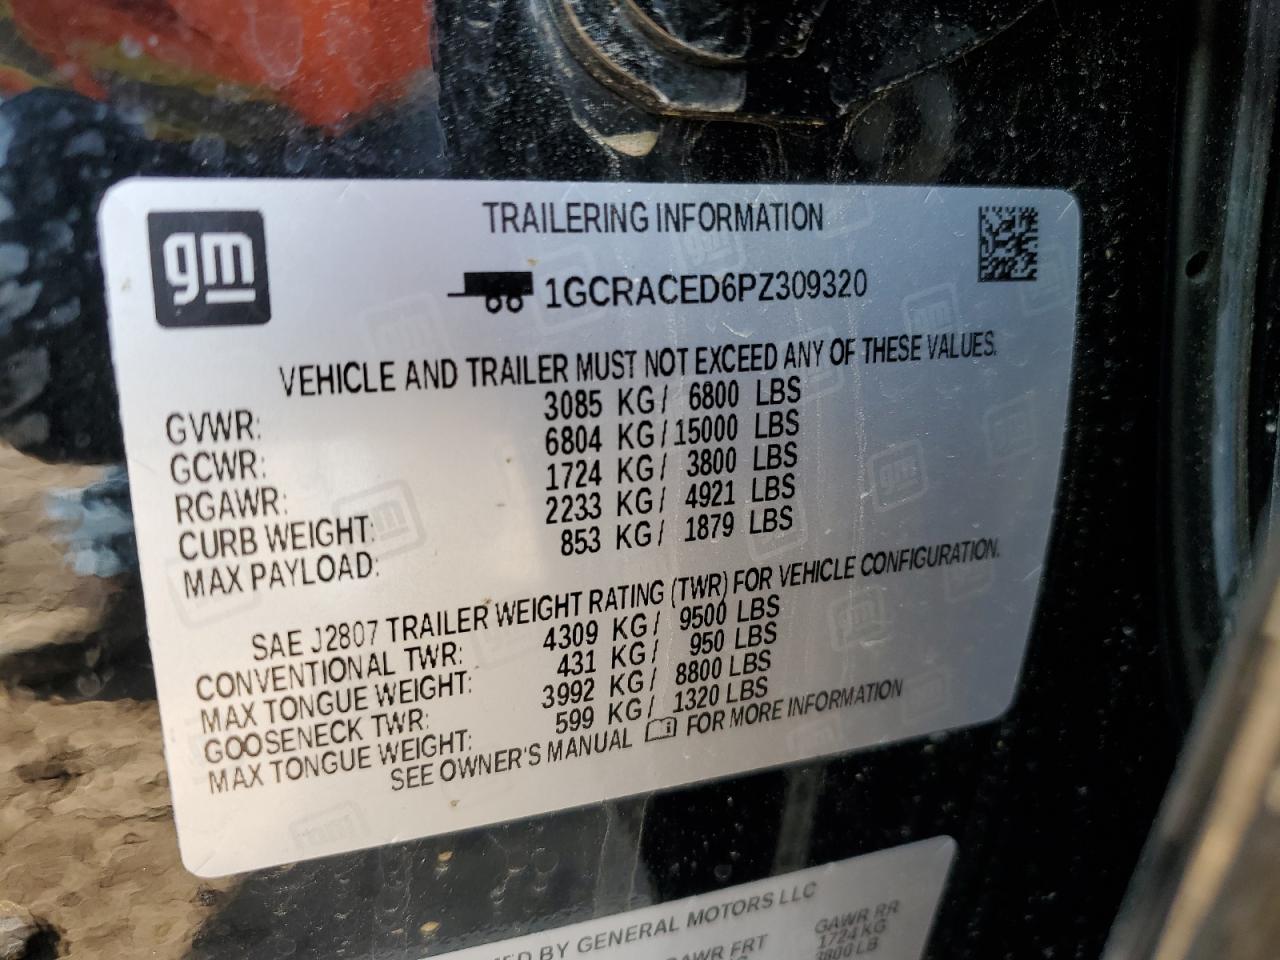 gm
TRAILERING INFORMATION
1GCRACED6PZ309320
VEHICLE AND TRAILER MUST NOT EXCEED ANY OF THESE VALUES.
GVWR: 3085 KG/ 6800 LBS
GCWR: 6804 KG/15000 LBS
RGAWR: 1724 KG/ 3800 LBS
CURB WEIGHT: 2233 KG/ 4921 LBS
MAX PAYLOAD: 853 KG/ 1879 LBS
SAE J2807 TRAILER WEIGHT RATING (TWR) FOR VEHICLE CONFIGURATION.
CONVENTIONAL TWR: 4309 KG/ 9500 LBS
MAX TONGUE WEIGHT: 431 KG/ 950 LBS
GOOSENECK TWR: 3992 KG/ 8800 LBS
MAX TONGUE WEIGHT: 599 KG/ 1320 LBS
SEE OWNER'S MANUAL FOR MORE INFORMATION
BY GENERAL MOTORS LLC
GAWR FRT GAWR RR
1724 KG
3800 LB